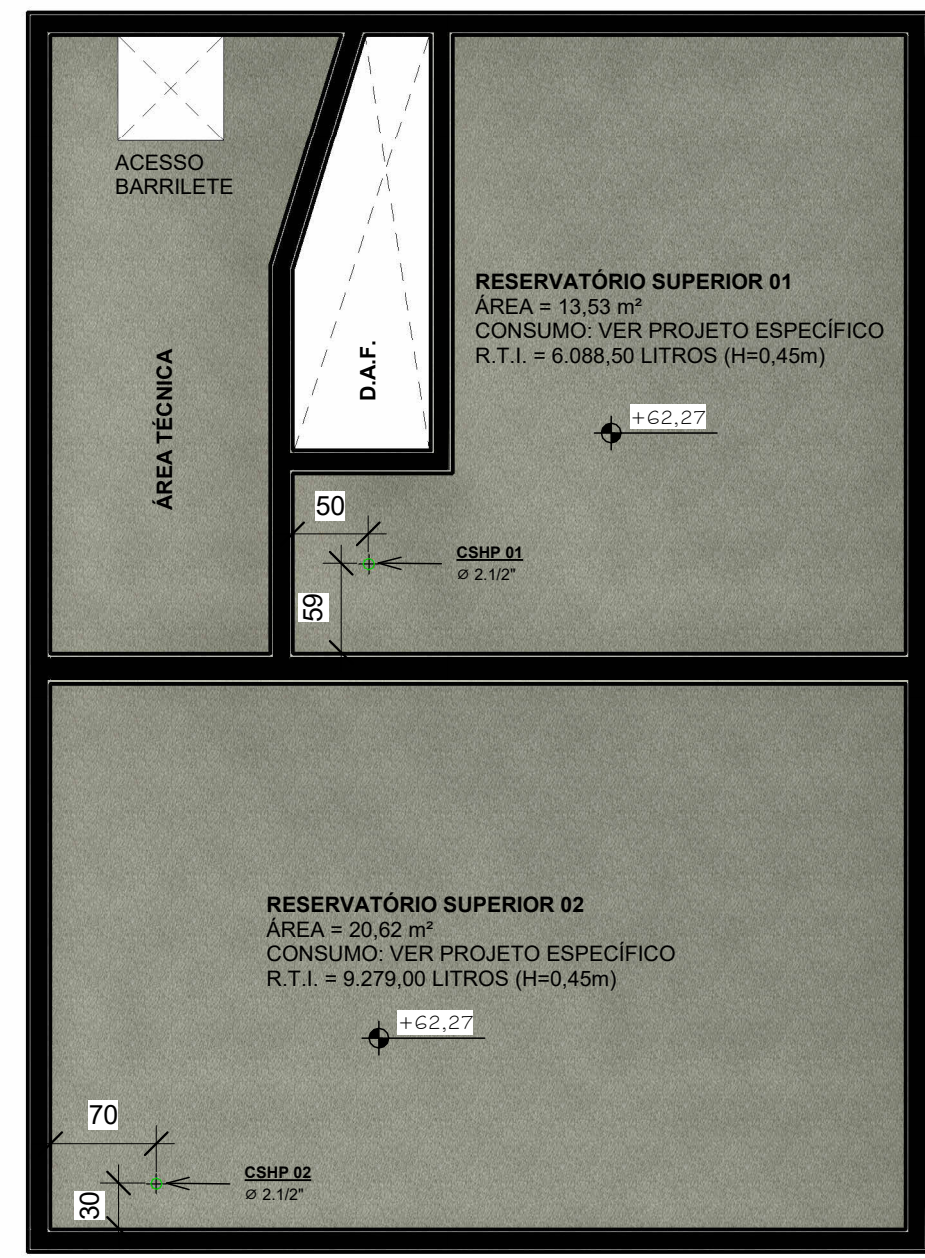 ACESSO
BARRILETE
ÁREA TÉCNICA
D.A.F.
RESERVATÓRIO SUPERIOR 01
ÁREA = 13,53 m²
CONSUMO: VER PROJETO ESPECÍFICO
R.T.I. = 6.088,50 LITROS (H=0,45m)
+62,27
50
CSHP 01
Ø 2.1/2"
59
RESERVATÓRIO SUPERIOR 02
ÁREA = 20,62 m²
CONSUMO: VER PROJETO ESPECÍFICO
R.T.I. = 9.279,00 LITROS (H=0,45m)
+62,27
70
CSHP 02
Ø 2.1/2"
30